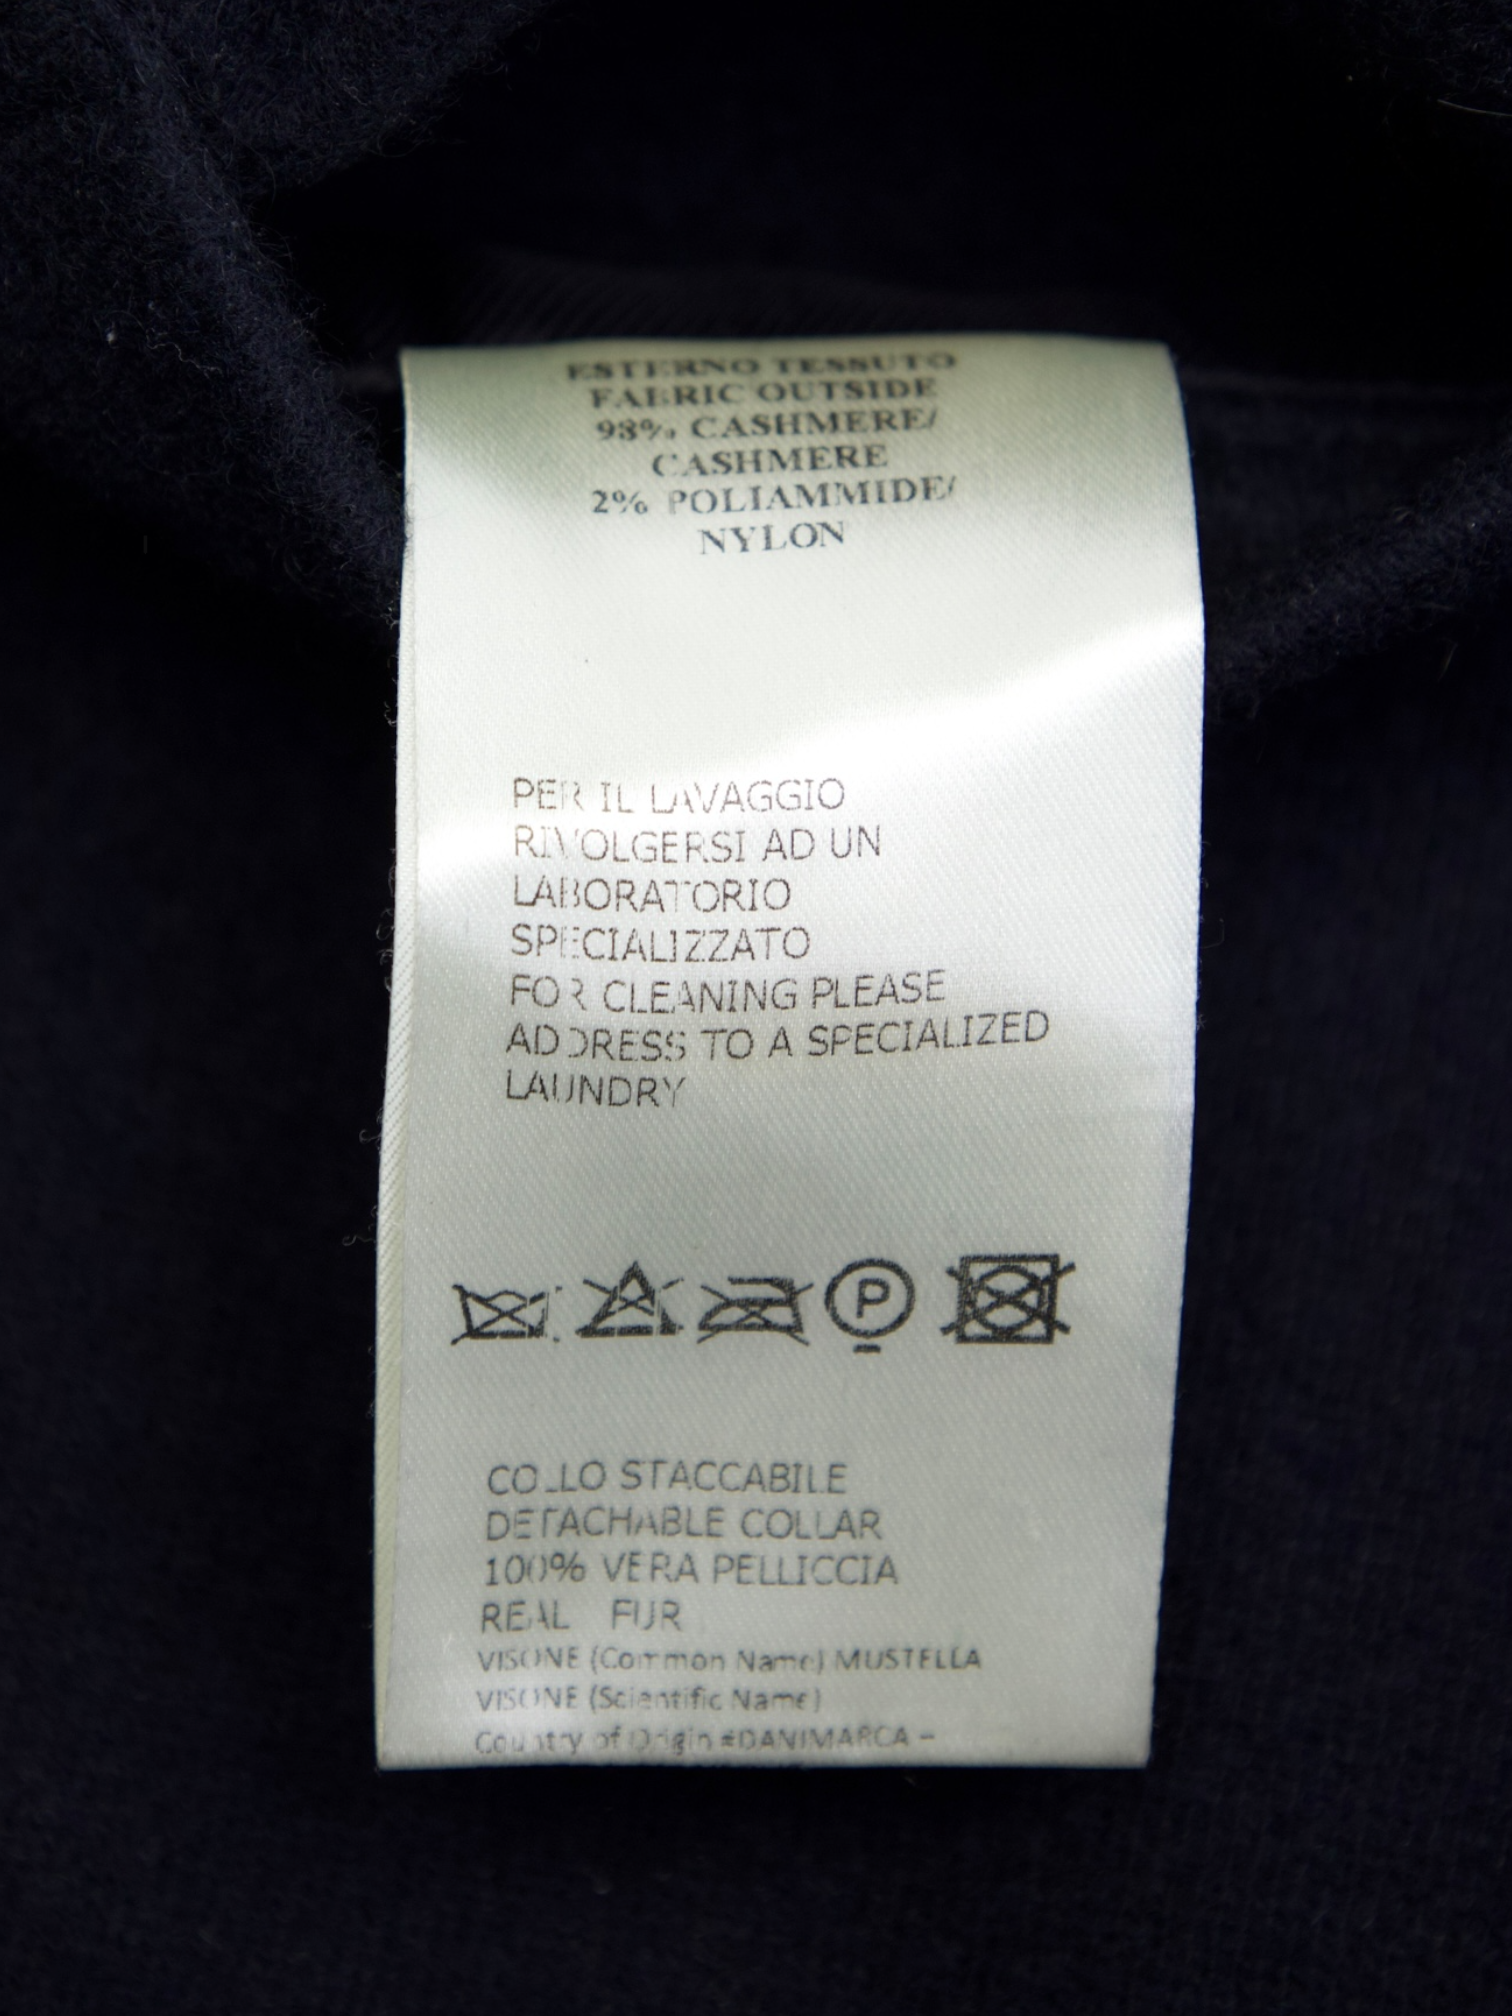 ESTERNO TESSUTO
FABRIC OUTSIDE
98% CASHMERE/
CASHMERE
2% POLIAMMIDE/
NYLON
PER IL LAVAGGIO
RIVOLGERSI AD UN
LABORATORIO
SPECIALIZZATO
FOR CLEANING PLEASE
ADDRESS TO A SPECIALIZED
LAUNDRY
P
COLLO STACCABILE
DETACHABLE COLLAR
100% VERA PELLICCIA
REAL FUR
VISONE (Common Name) MUSTELLA
VISONE (Scientific Name)
Country of Origin =DANIMARCA –